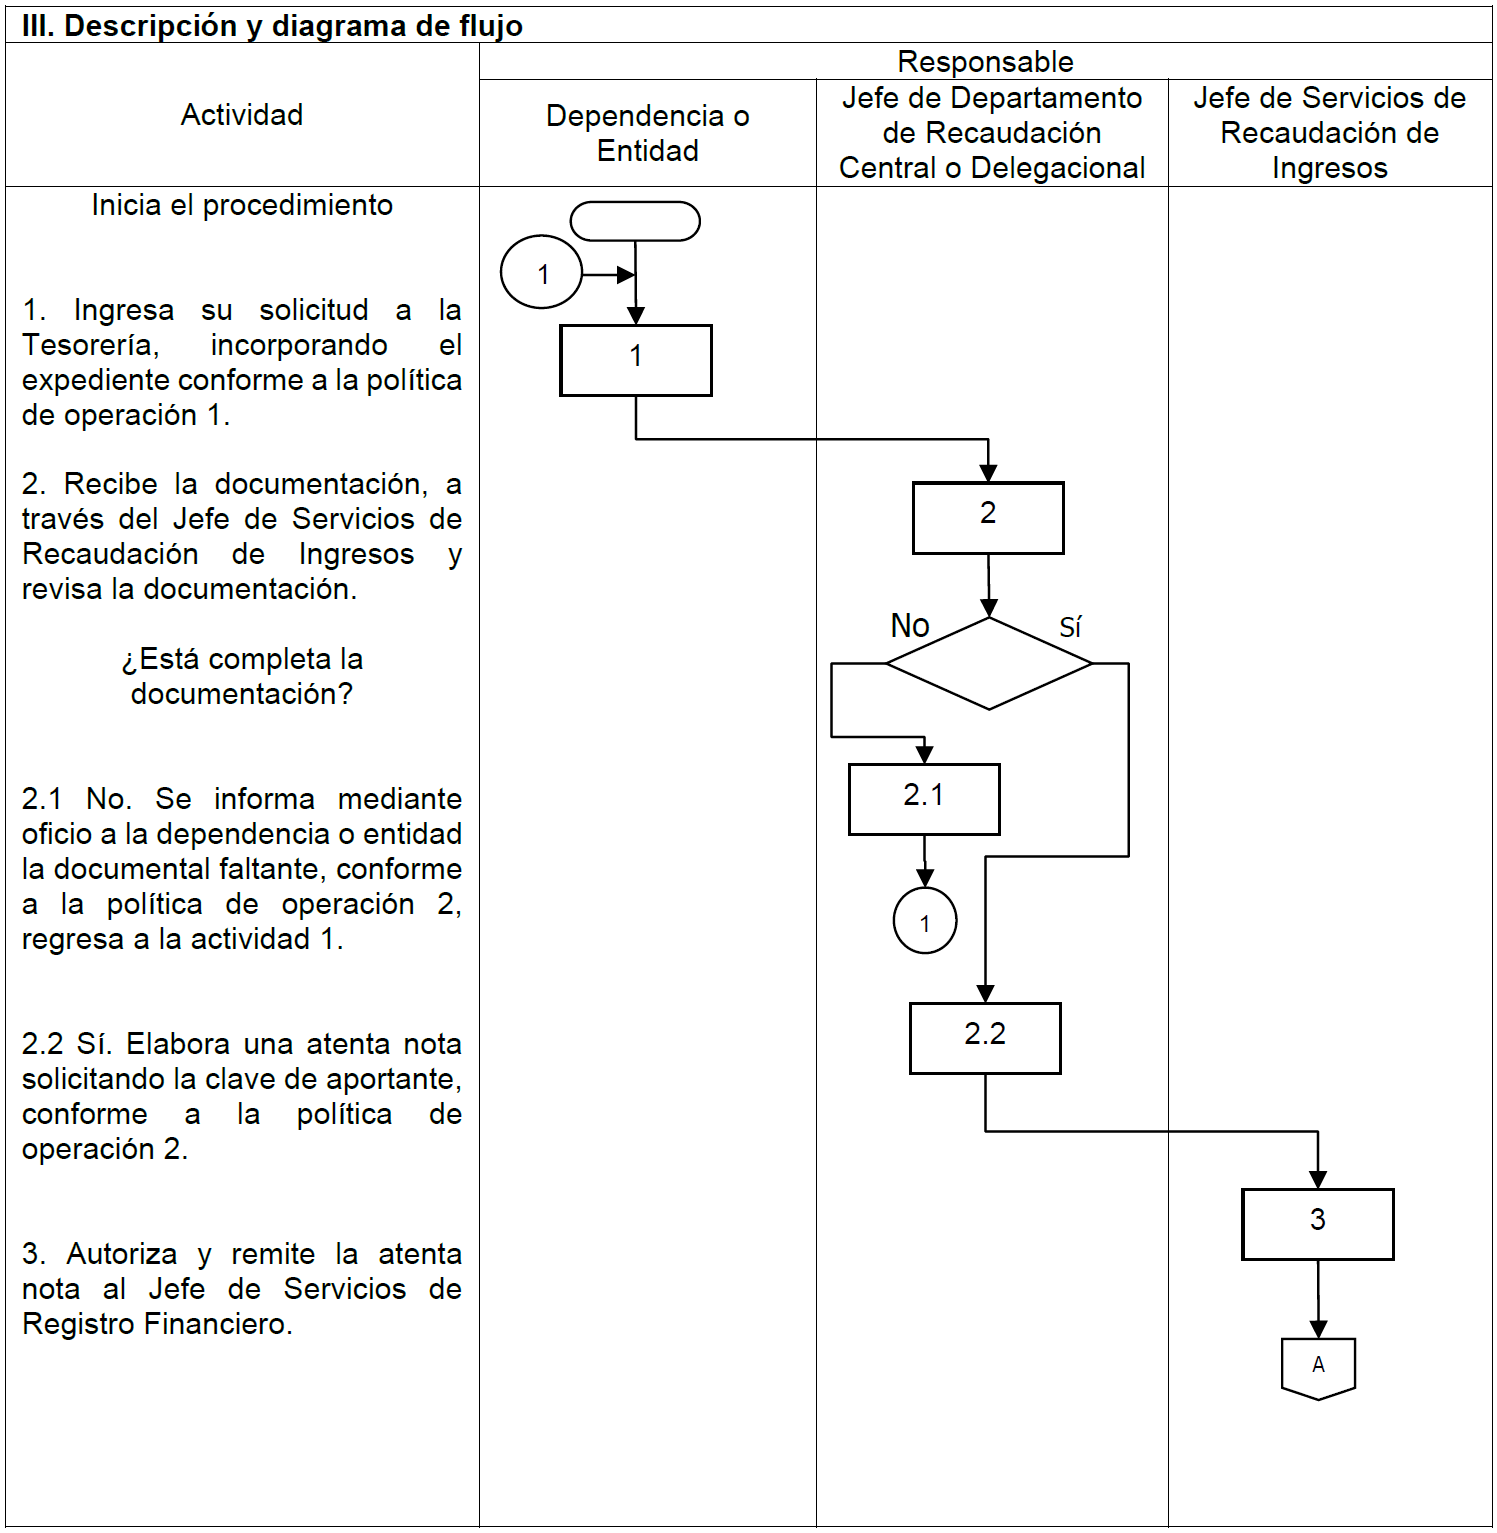 III. Descripción y diagrama de flujo
Actividad
Responsable
Dependencia o
Entidad
Jefe de Departamento
de Recaudación
Central o Delegacional
Jefe de Servicios de
Recaudación de
Ingresos
Inicia el procedimiento
1. Ingresa su solicitud a la
Tesorería, incorporando el
expediente conforme a la política
de operación 1.
2. Recibe la documentación, a
través del Jefe de Servicios de
Recaudación de Ingresos y
revisa la documentación.
¿Está completa la
documentación?
2.1 No. Se informa mediante
oficio a la dependencia o entidad
la documental faltante, conforme
a la política de operación 2,
regresa a la actividad 1.
2.2 Sí. Elabora una atenta nota
solicitando la clave de aportante,
conforme a la política de
operación 2.
3. Autoriza y remite la atenta
nota al Jefe de Servicios de
Registro Financiero.
1
1
2
No
Sí
2.1
1
2.2
3
A